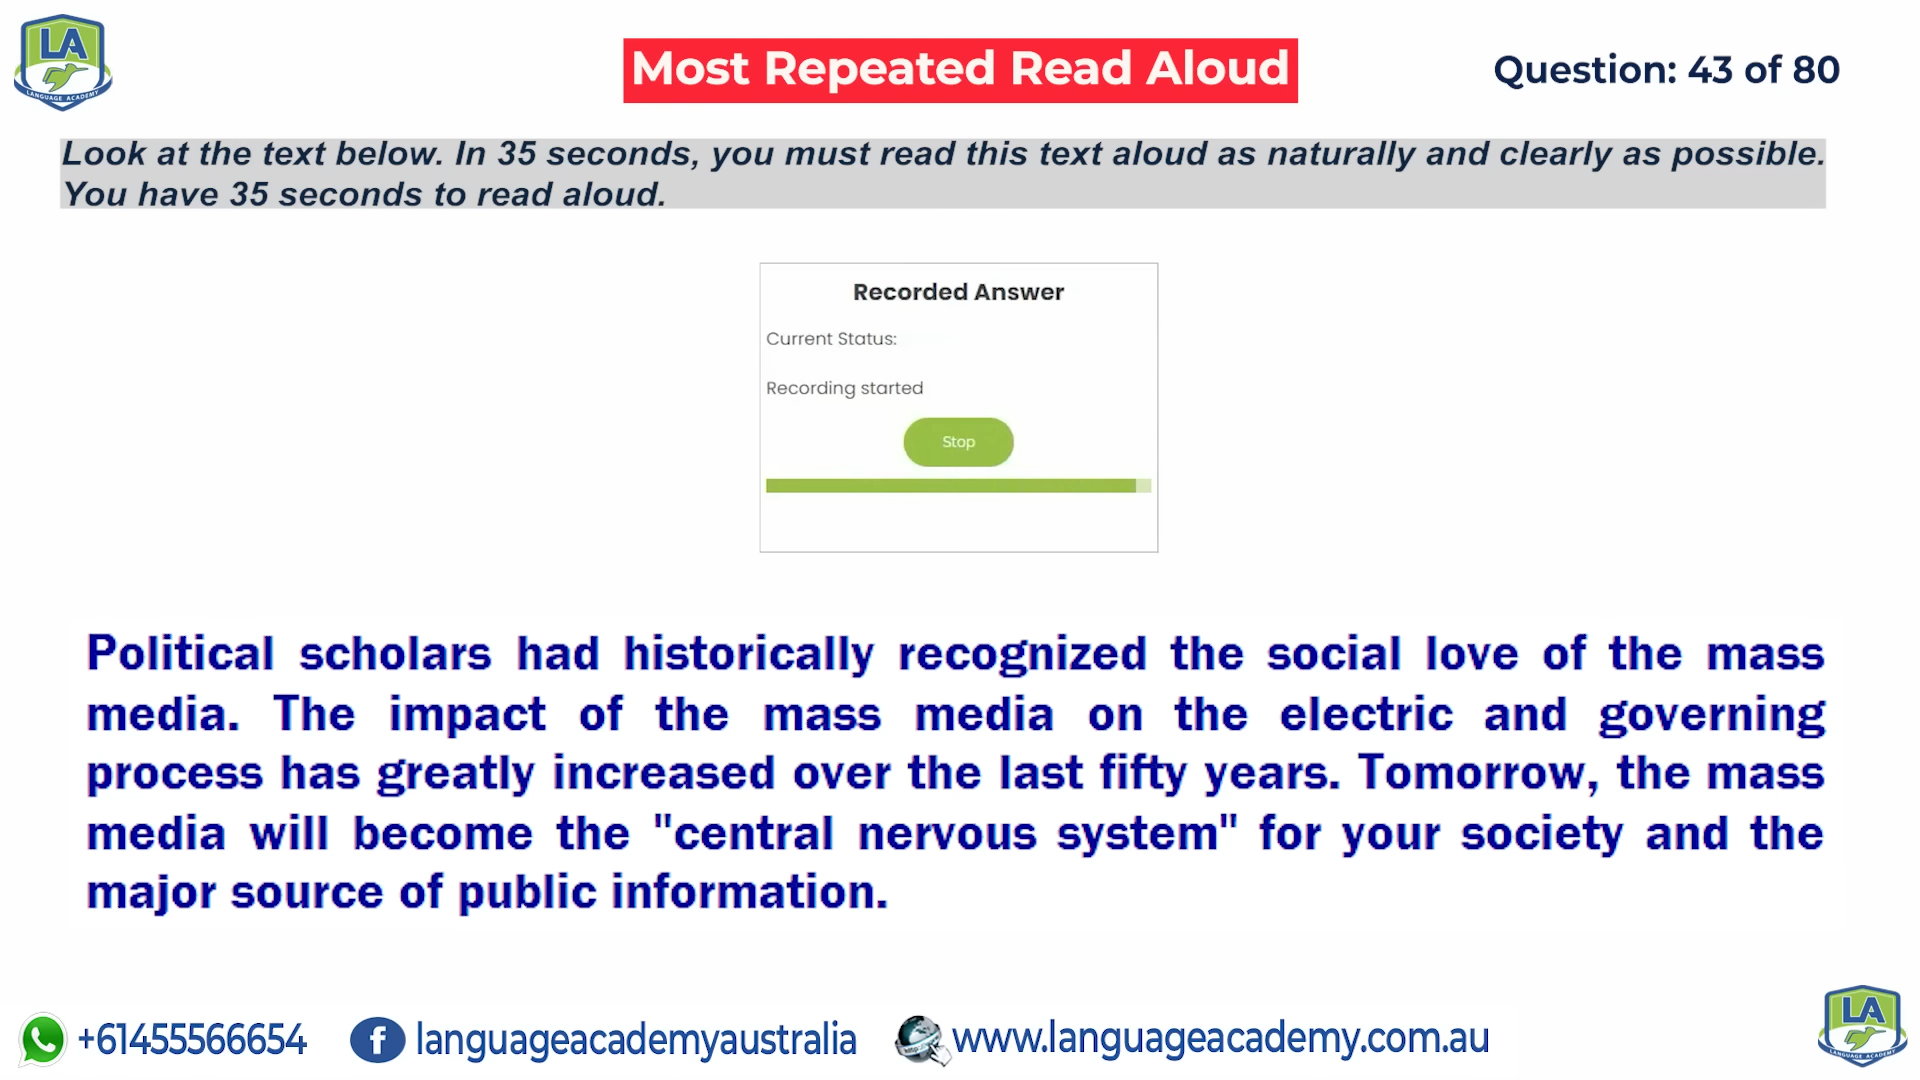 LA
LANGUAGE ACADEMY
Most Repeated Read Aloud
Question: 43 of 80
Look at the text below. In 35 seconds, you must read this text aloud as naturally and clearly as possible.
You have 35 seconds to read aloud.
Recorded Answer
Current Status:
Recording started
Stop
Political scholars had historically recognized the social love of the mass
media. The impact of the mass media on the electric and governing
process has greatly increased over the last fifty years. Tomorrow, the mass
media will become the "central nervous system" for your society and the
major source of public information.
+61455566654
f languageacademyaustralia
http:// www.languageacademy.com.au
LA
LANGUAGE ACADEMY